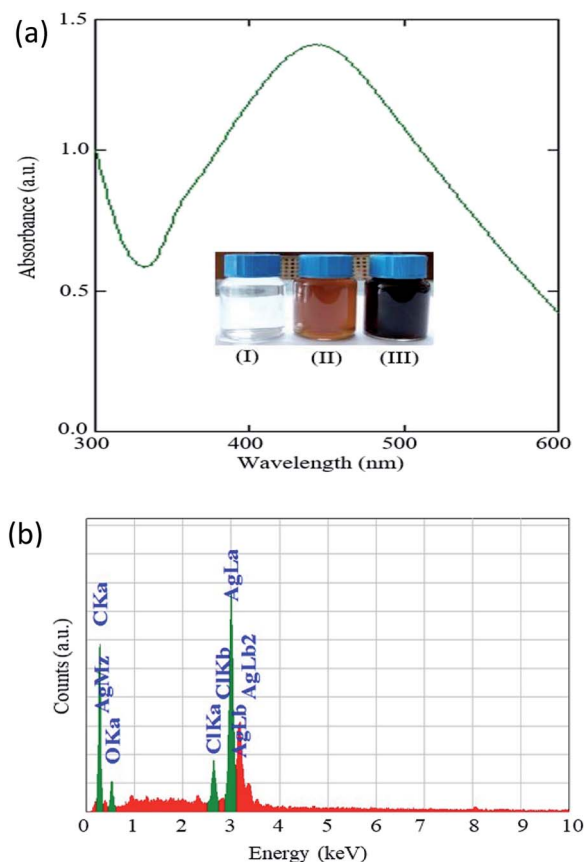 (a)
1.5
1.0
0.5
0.0
Absorbance (a.u.)
(I) (II) (III)
300 400 500 600
Wavelength (nm)
(b)
Counts (a.u.)
CKa
AgMz
OKa
ClKa
ClKb
AgLa
AgLb
AgLb2
0 1 2 3 4 5 6 7 8 9 10
Energy (keV)